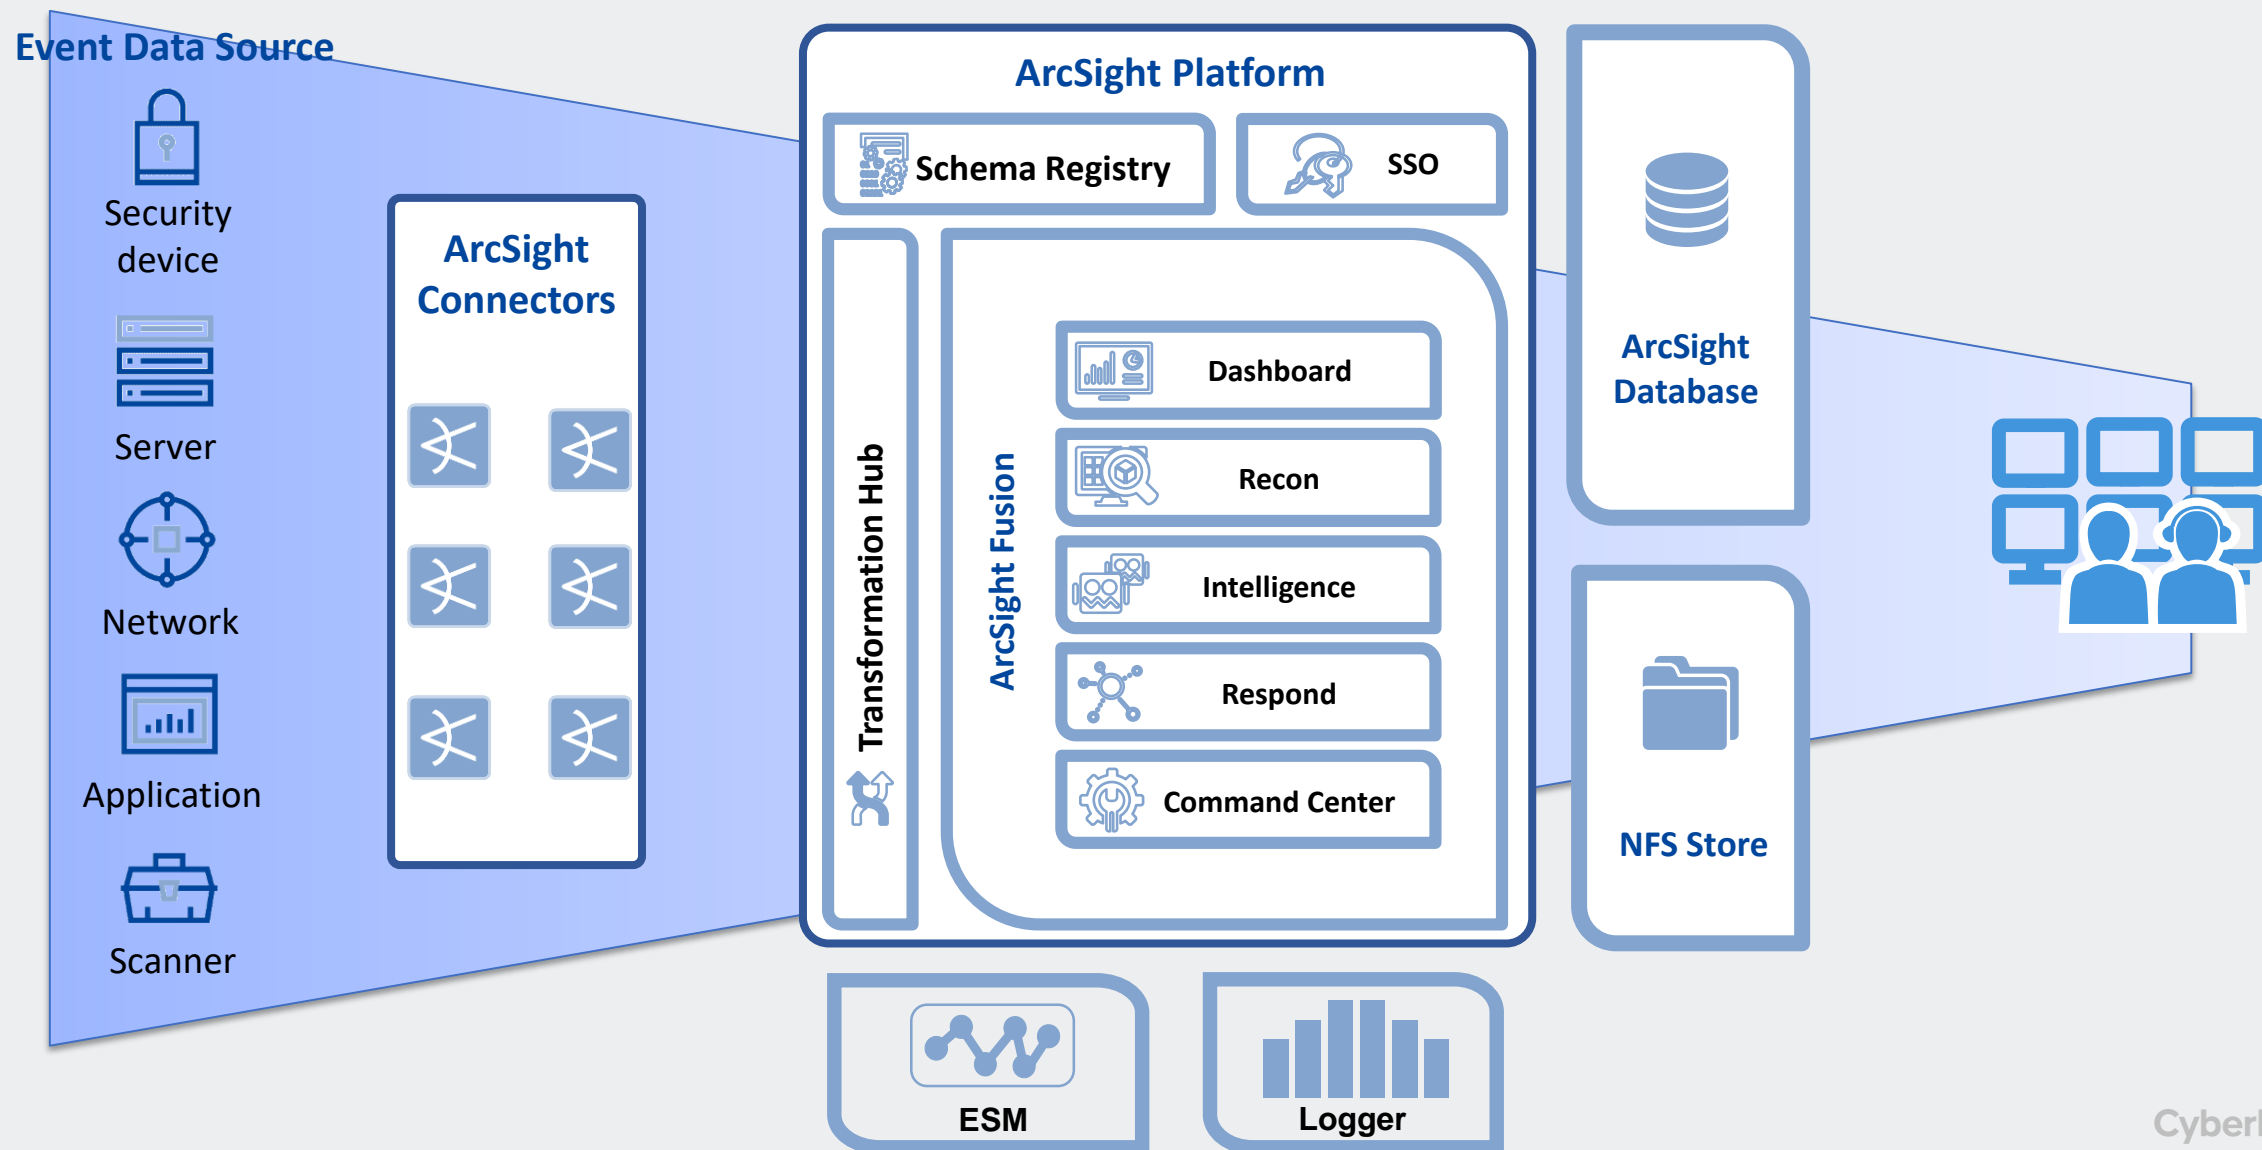 Event Data Source
Security
device
Server
Network
Application
Scanner
ArcSight
Connectors
ArcSight Platform
Schema Registry
SSO
Transformation Hub
ArcSight Fusion
Dashboard
Recon
Intelligence
Respond
Command Center
ArcSight
Database
NFS Store
ESM
Logger